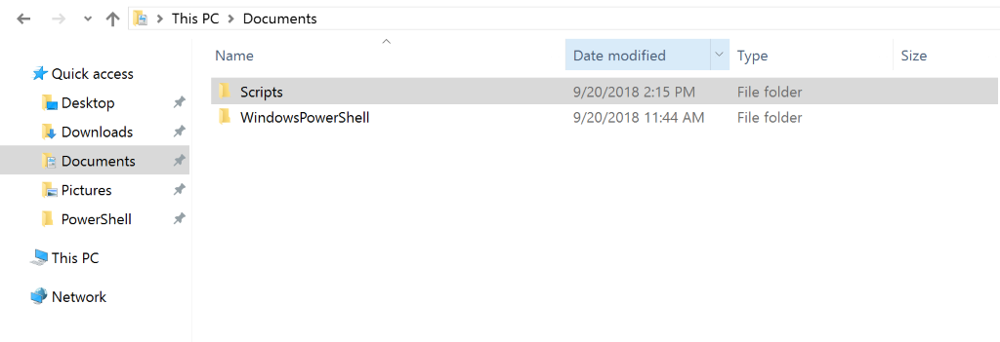 This PC > Documents
Name Date modified Type Size
Quick access
Desktop
Downloads
Documents
Pictures
PowerShell
This PC
Network
Scripts 9/20/2018 2:15 PM File folder
WindowsPowerShell 9/20/2018 11:44 AM File folder